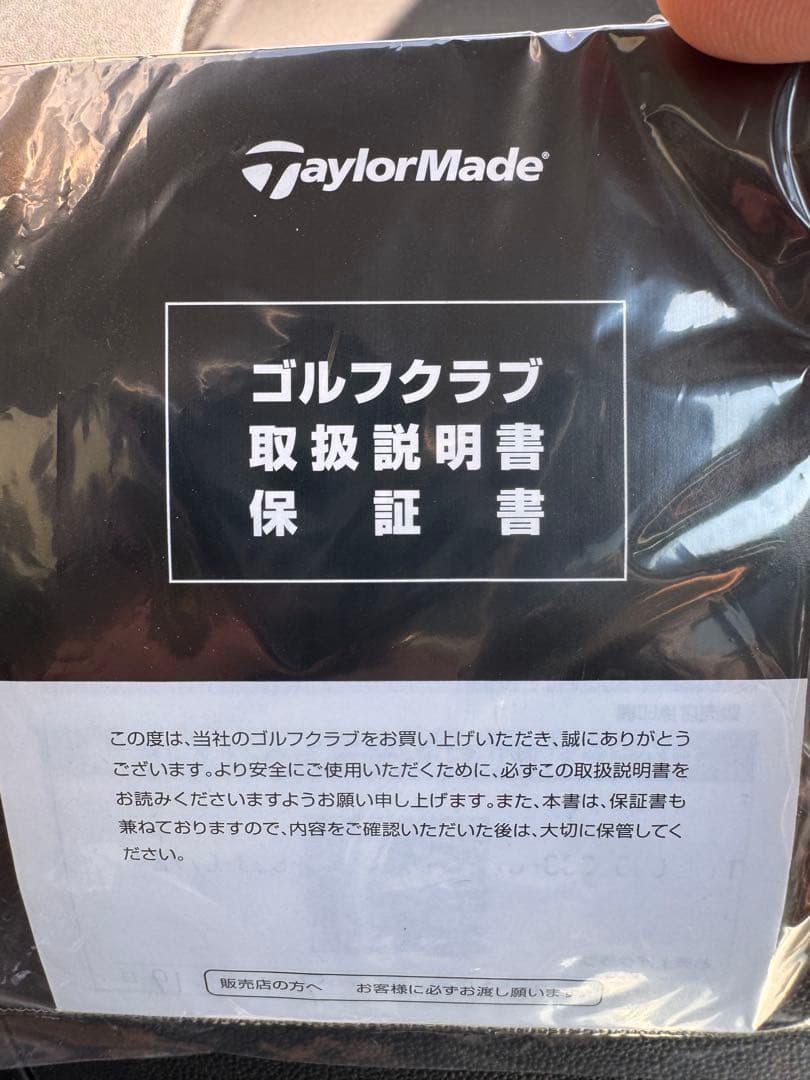 TaylorMade®
ゴルフクラブ
取扱説明書
保証書
この度は、当社のゴルフクラブをお買い上げいただき、誠にありがとう
ございます。より安全にご使用いただくために、必ずこの取扱説明書を
お読みくださいますようお願い申し上げます。また、本書は、保証書も
兼ねておりますので、内容をご確認いただいた後は、大切に保管してく
ださい。
販売店の方へ お客様に必ずお渡し願います。